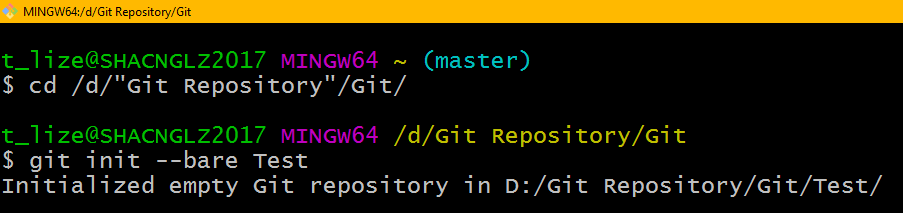 MINGW64:/d/Git Repository/Git
t_lize@SHACNGLZ2017 MINGW64 ~ (master)
$ cd /d/"Git Repository"/Git/
t_lize@SHACNGLZ2017 MINGW64 /d/Git Repository/Git
$ git init --bare Test
Initialized empty Git repository in D:/Git Repository/Git/Test/